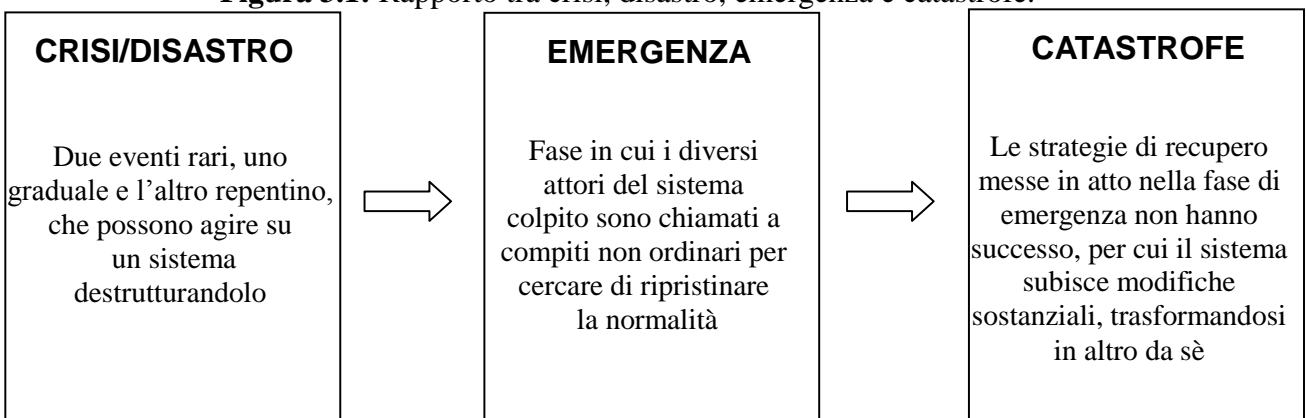 Figura 3.1. Rapporto tra crisi, disastro, emergenza e catastrofe.
CRISI/DISASTRO
Due eventi rari, uno
graduale e l’altro repentino,
che possono agire su
un sistema
destrutturandolo
EMERGENZA
Fase in cui i diversi
attori del sistema
colpito sono chiamati a
compiti non ordinari per
cercare di ripristinare
la normalità
CATASTROFE
Le strategie di recupero
messe in atto nella fase di
emergenza non hanno
successo, per cui il sistema
subisce modifiche
sostanziali, trasformandosi
in altro da sè